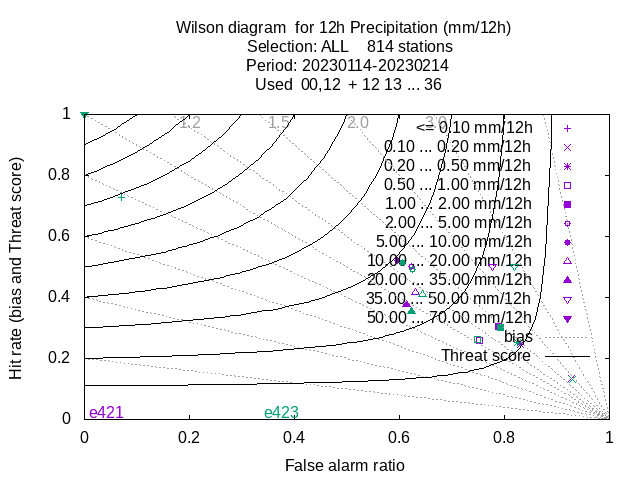 Wilson diagram  for 12h Precipitation (mm/12h)
Selection: ALL    814 stations
Period: 20230114-20230214
Used  00,12  + 12 13 ... 36
Hit rate (bias and Threat score)
1
0.8
0.6
0.4
0.2
0
1.2
1.5
2.0
3.0
<= 0.10 mm/12h
0.10 ... 0.20 mm/12h
0.20 ... 0.50 mm/12h
0.50 ... 1.00 mm/12h
1.00 ... 2.00 mm/12h
2.00 ... 5.00 mm/12h
5.00 ... 10.00 mm/12h
10.00 ... 20.00 mm/12h
20.00 ... 35.00 mm/12h
35.00 ... 50.00 mm/12h
50.00 ... 70.00 mm/12h
bias
Threat score
e421
e423
0
0.2
0.4
0.6
0.8
1
False alarm ratio